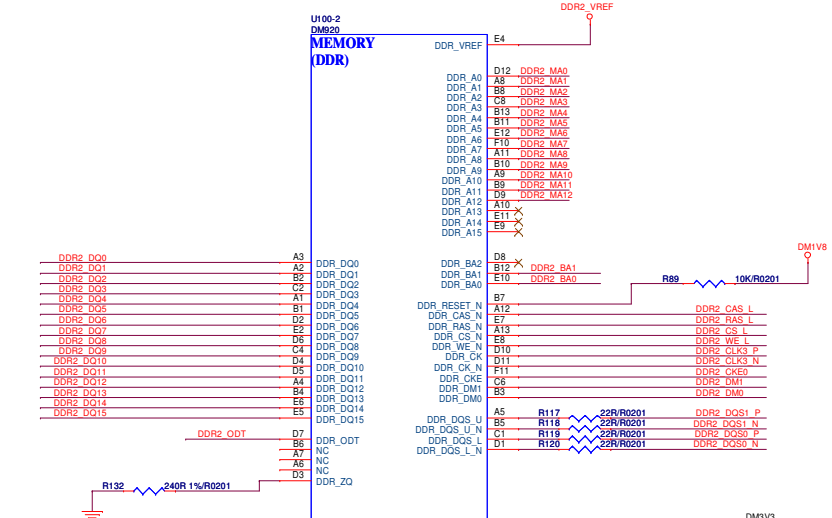 DDR2_VREF
U100-2
DM920
MEMORY
(DDR)
DDR_VREF E4
DDR_A0 D12 DDR2_MA0
DDR_A1 A8 DDR2_MA1
DDR_A2 B8 DDR2_MA2
DDR_A3 C8 DDR2_MA3
DDR_A4 B13 DDR2_MA4
DDR_A5 B11 DDR2_MA5
DDR_A6 E12 DDR2_MA6
DDR_A7 F10 DDR2_MA7
DDR_A8 A11 DDR2_MA8
DDR_A9 B10 DDR2_MA9
DDR_A10 A9 DDR2_MA10
DDR_A11 B9 DDR2_MA11
DDR_A12 D9 DDR2_MA12
DDR_A13 A10
DDR_A14 E11
DDR_A15 E9
DM1V8
DDR2_DQ0 A3 DDR_DQ0 DDR_BA2 D8
DDR2_DQ1 A2 DDR_DQ1 DDR_BA1 B12 DDR2_BA1
DDR2_DQ2 B2 DDR_DQ2 DDR_BA0 E10 DDR2_BA0 R89 10K/R0201
DDR2_DQ3 C2 DDR_DQ3
DDR2_DQ4 A1 DDR_DQ4 DDR_RESET_N B7
DDR2_DQ5 B1 DDR_DQ5 DDR_CAS_N A12 DDR2_CAS_L
DDR2_DQ6 D2 DDR_DQ6 DDR_RAS_N E7 DDR2_RAS_L
DDR2_DQ7 E2 DDR_DQ7 DDR_CS_N A13 DDR2_CS_L
DDR2_DQ8 D6 DDR_DQ8 DDR_WE_N E8 DDR2_WE_L
DDR2_DQ9 C4 DDR_DQ9 DDR_CK D10 DDR2_CLK3_P
DDR2_DQ10 D4 DDR_DQ10 DDR_CK_N D11 DDR2_CLK3_N
DDR2_DQ11 D5 DDR_DQ11 DDR_CKE F11 DDR2_CKE0
DDR2_DQ12 A4 DDR_DQ12 DDR_DM1 C6 DDR2_DM1
DDR2_DQ13 B4 DDR_DQ13 DDR_DM0 B3 DDR2_DM0
DDR2_DQ14 E6 DDR_DQ14
DDR2_DQ15 E5 DDR_DQ15 DDR_DQS_U A5 R117 22R/R0201 DDR2_DQS1_P
DDR_DQS_U_N B5 R118 22R/R0201 DDR2_DQS1_N
DDR2_ODT D7 DDR_ODT DDR_DQS_L C1 R119 22R/R0201 DDR2_DQS0_P
B6 NC DDR_DQS_L_N D1 R120 22R/R0201 DDR2_DQS0_N
A7 NC
A6 NC
D3 DDR_ZQ
R132 240R 1%/R0201
DM3V3